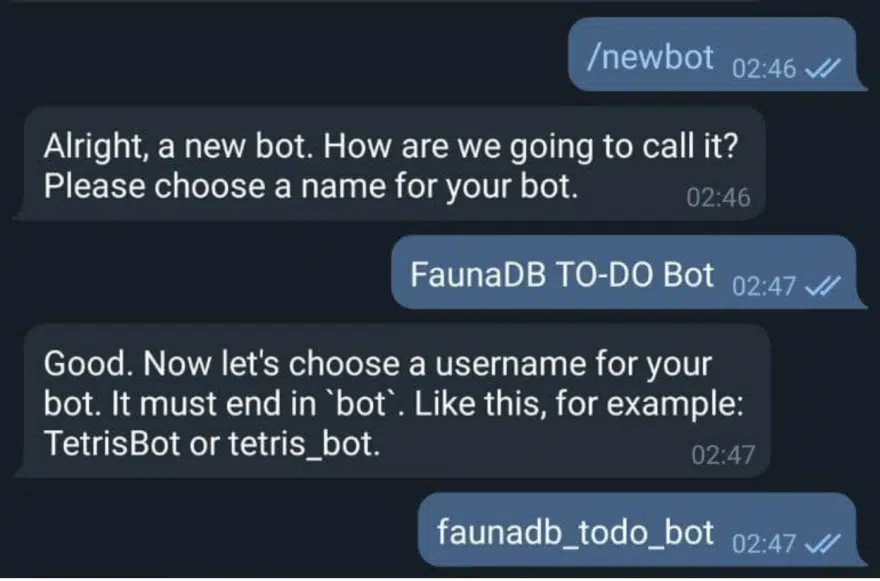 /newbot 02:46
Alright, a new bot. How are we going to call it?
Please choose a name for your bot. 02:46
FaunaDB TO-DO Bot 02:47
Good. Now let's choose a username for your
bot. It must end in `bot`. Like this, for example:
TetrisBot or tetris_bot. 02:47
faunadb_todo_bot 02:47